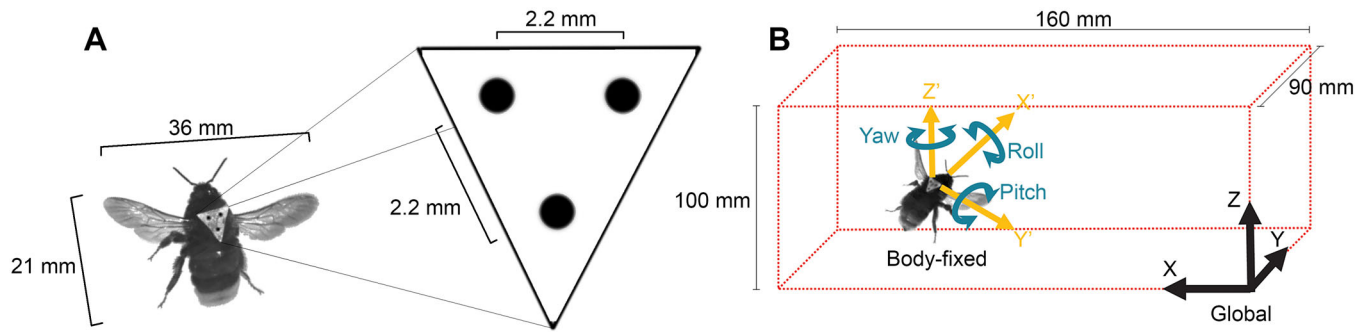 A
36 mm
21 mm
2.2 mm
2.2 mm
B
160 mm
90 mm
100 mm
Z'
X'
Yaw
Roll
Pitch
Y'
Body-fixed
Z
Y
X
Global